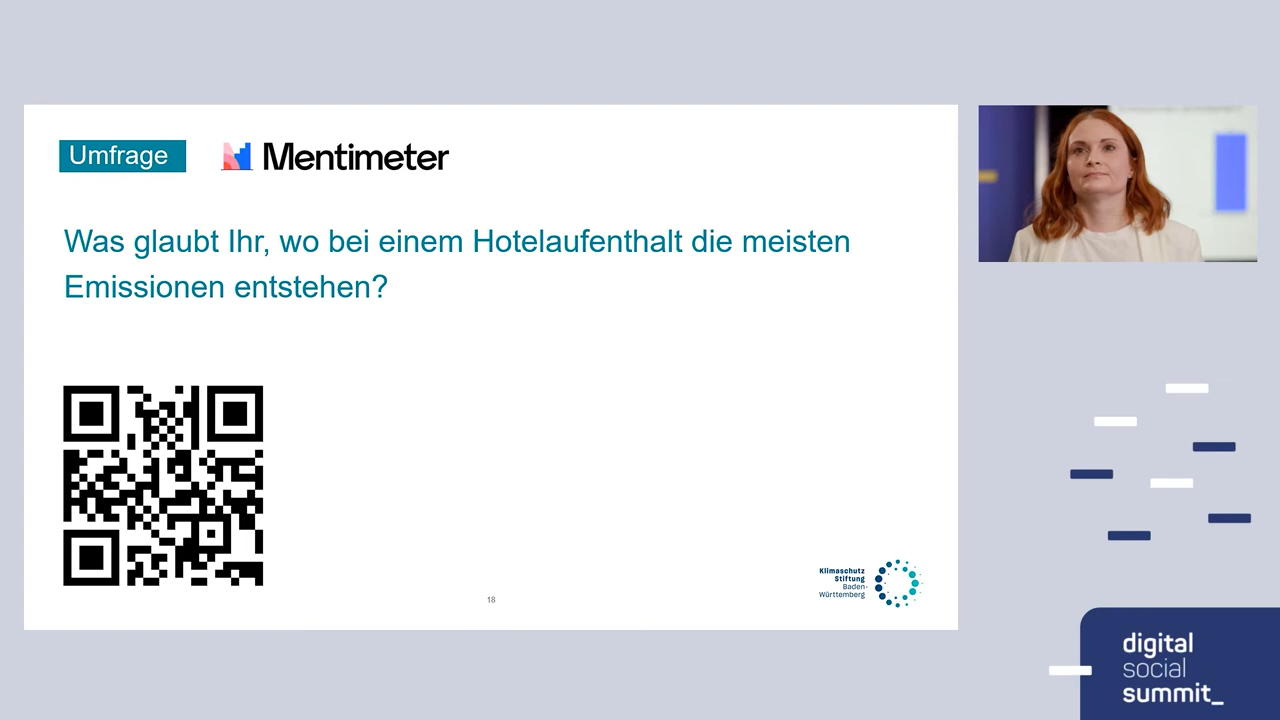 Umfrage
Mentimeter
Was glaubt Ihr, wo bei einem Hotelaufenthalt die meisten
Emissionen entstehen?
Klimaschutz
Stiftung
Baden-
Württemberg
18
digital
social
summit_